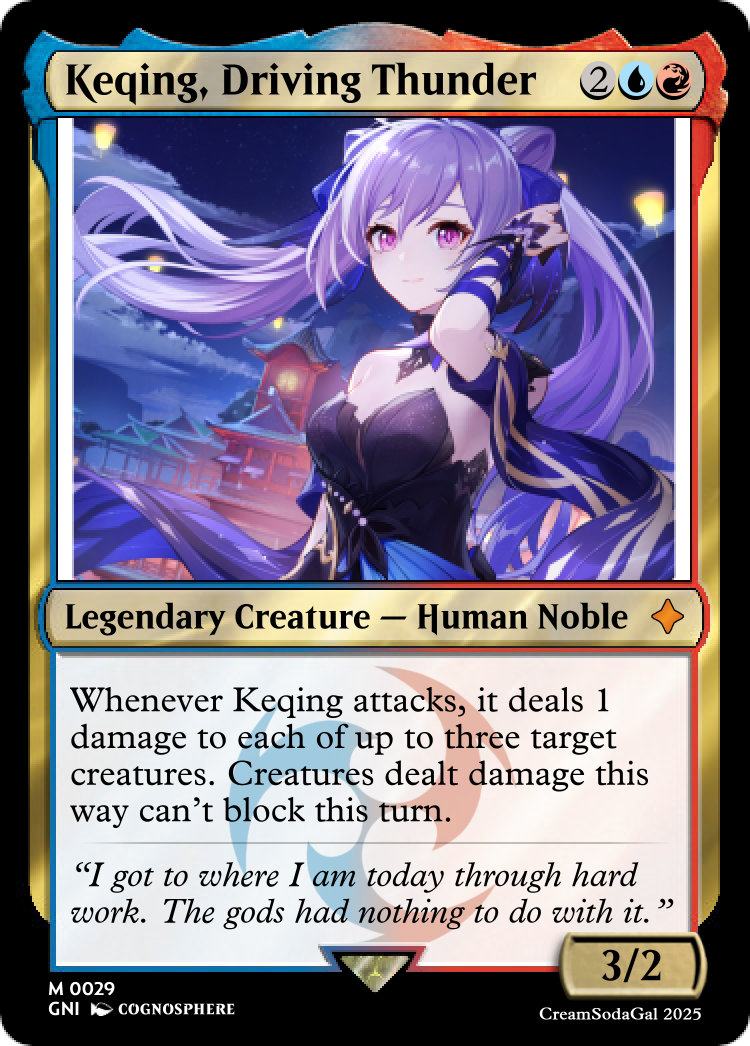 Keqing, Driving Thunder 2
Legendary Creature — Human Noble
Whenever Keqing attacks, it deals 1
damage to each of up to three target
creatures. Creatures dealt damage this
way can’t block this turn.
“I got to where I am today through hard
work. The gods had nothing to do with it.”
3/2
M 0029
GNI COGNOSPHERE
CreamSodaGal 2025